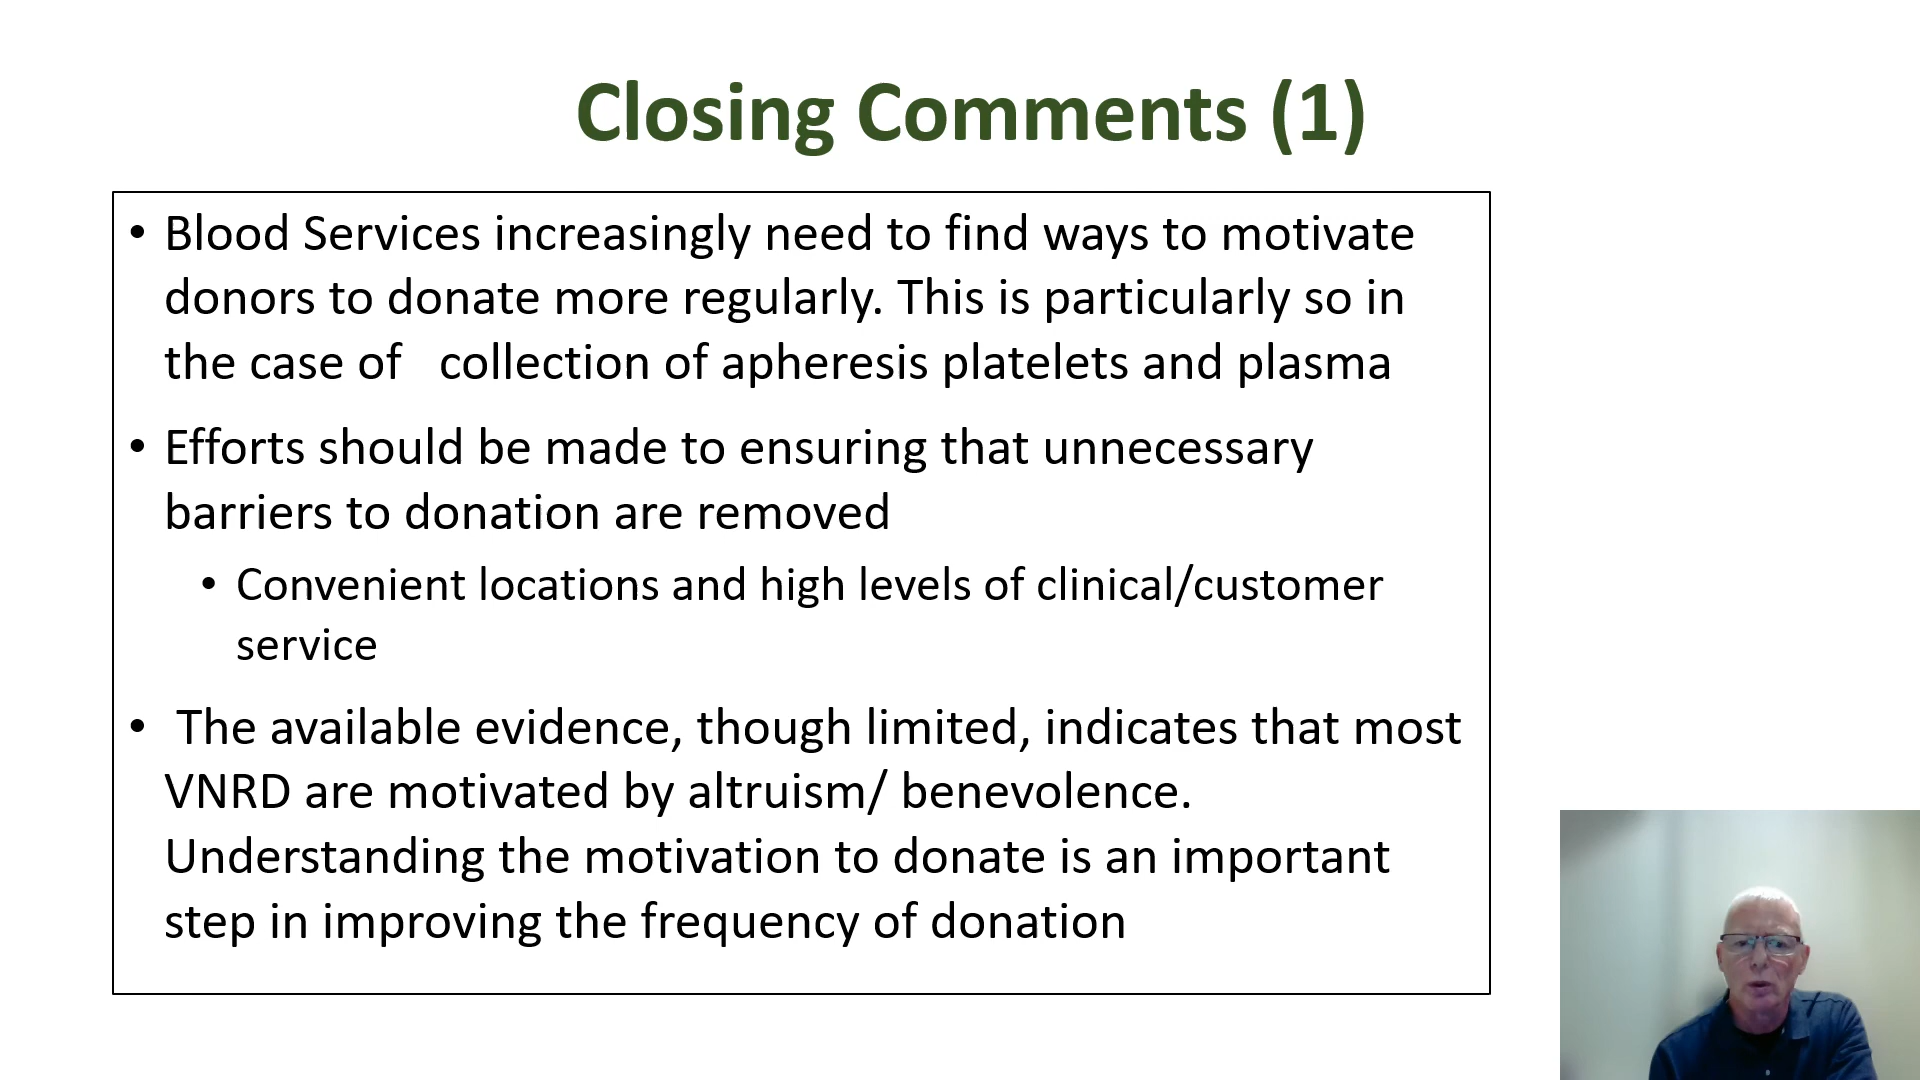 Closing Comments (1)
• Blood Services increasingly need to find ways to motivate
donors to donate more regularly. This is particularly so in
the case of   collection of apheresis platelets and plasma
• Efforts should be made to ensuring that unnecessary
barriers to donation are removed
• Convenient locations and high levels of clinical/customer
service
• The available evidence, though limited, indicates that most
VNRD are motivated by altruism/ benevolence.
Understanding the motivation to donate is an important
step in improving the frequency of donation